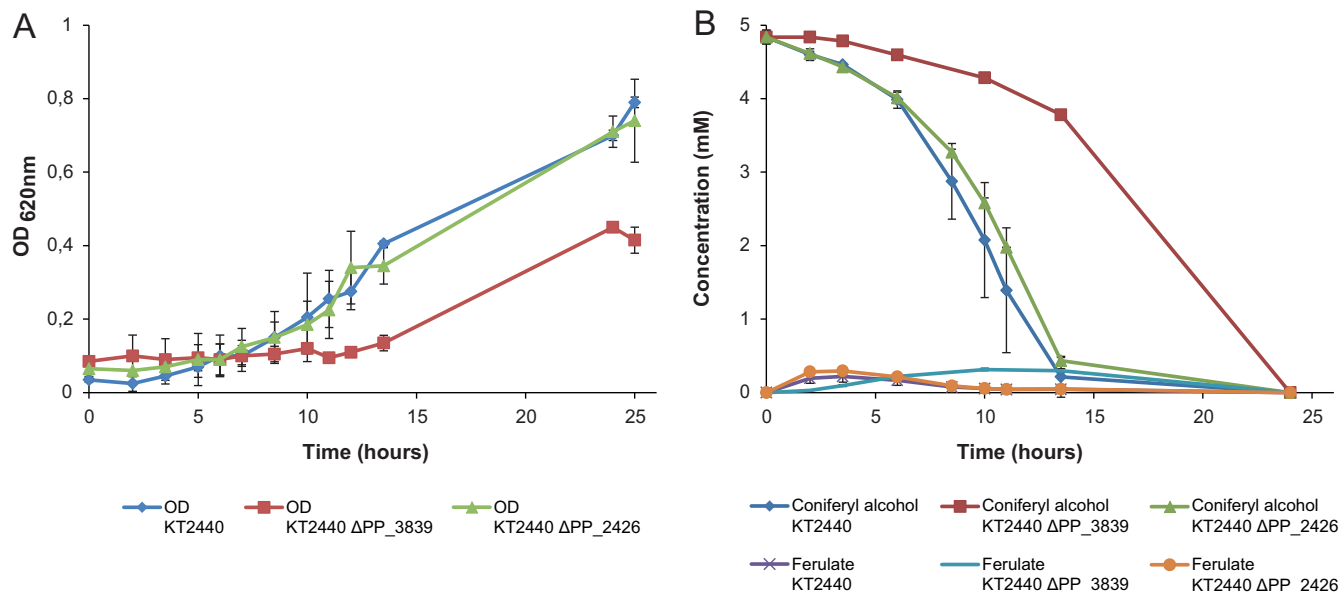 A
1
0,8
0,6
0,4
0,2
0
OD 620nm
0 5 10 15 20 25
Time (hours)
OD
KT2440
OD
KT2440 ΔPP_3839
OD
KT2440 ΔPP_2426
B
5
4
3
2
1
0
Concentration (mM)
0 5 10 15 20 25
Time (hours)
Coniferyl alcohol
KT2440
Coniferyl alcohol
KT2440 ΔPP_3839
Coniferyl alcohol
KT2440 ΔPP_2426
Ferulate
KT2440
Ferulate
KT2440 ΔPP_3839
Ferulate
KT2440 ΔPP_2426